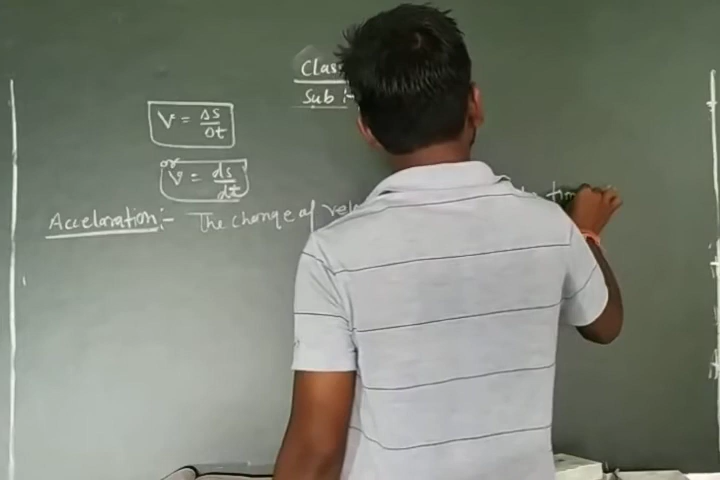 Class
Sub :-
V = Δs/Δt
or
V = ds/dt
Accelaration :- The change of